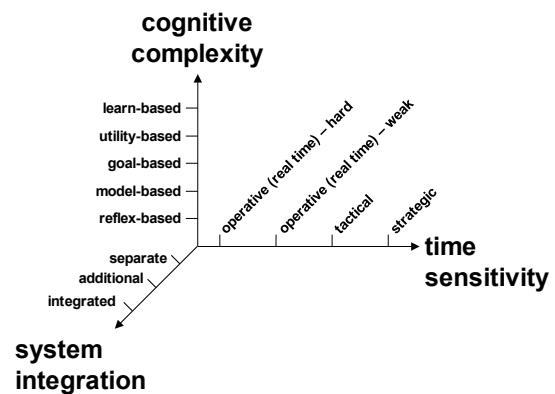 cognitive
complexity
learn-based
utility-based
goal-based
model-based
reflex-based
operative (real time) – hard
operative (real time) – weak
tactical
strategic
time
sensitivity
separate
additional
integrated
system
integration